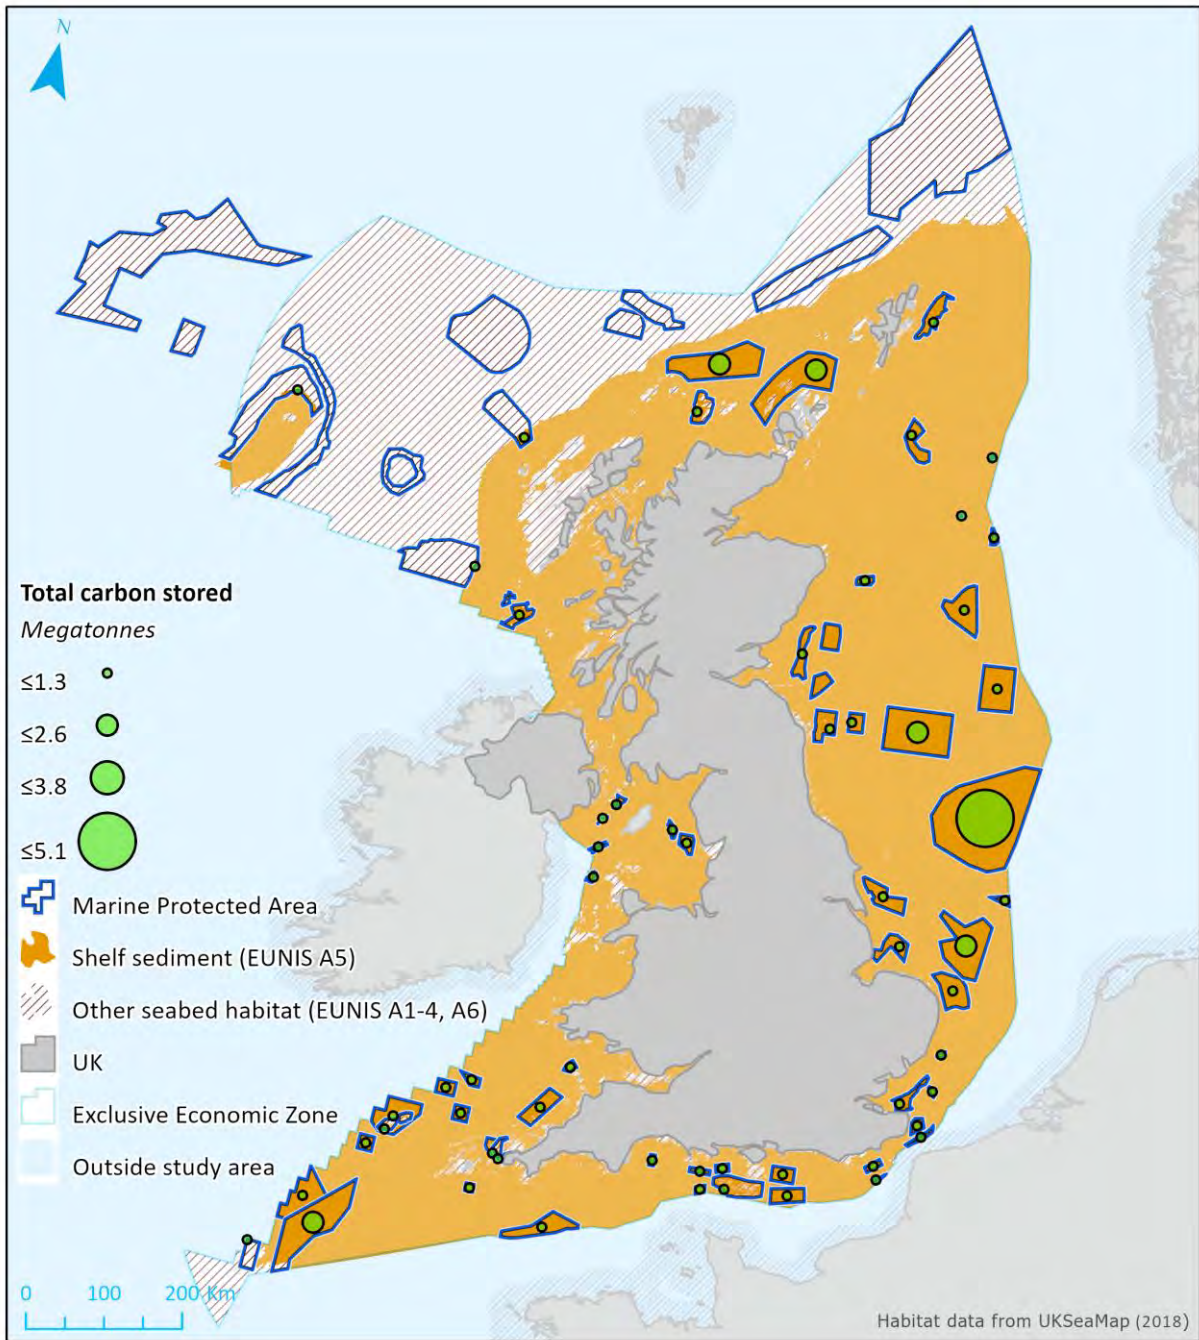 N
Total carbon stored
Megatonnes
≤1.3
≤2.6
≤3.8
≤5.1
Marine Protected Area
Shelf sediment (EUNIS A5)
Other seabed habitat (EUNIS A1-4, A6)
UK
Exclusive Economic Zone
Outside study area
0 100 200 Km
Habitat data from UKSeaMap (2018)